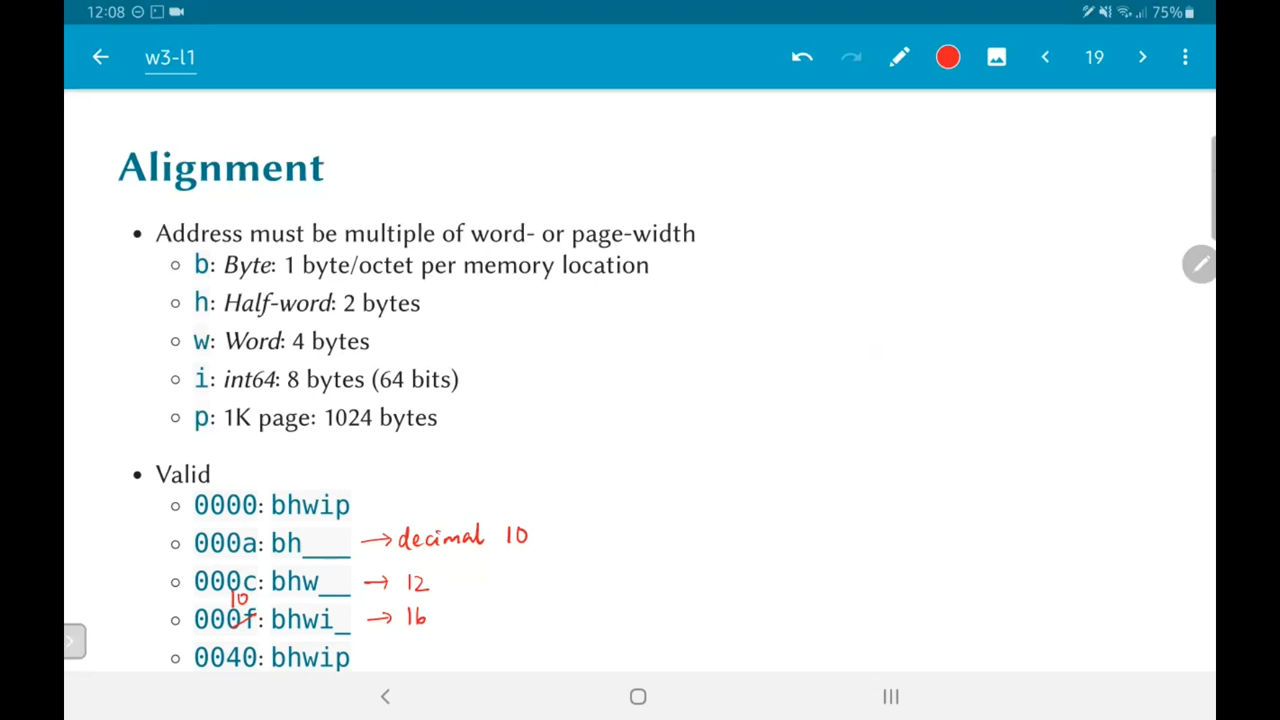 12:08 75%
w3-l1 19
Alignment
• Address must be multiple of word- or page-width
◦ b: Byte: 1 byte/octet per memory location
◦ h: Half-word: 2 bytes
◦ w: Word: 4 bytes
◦ i: int64: 8 bytes (64 bits)
◦ p: 1K page: 1024 bytes
• Valid
◦ 0000: bhwip
◦ 000a: bh___ → decimal 10
◦ 000c: bhw__ → 12
10
◦ 000f: bhwi_ → 16
◦ 0040: bhwip